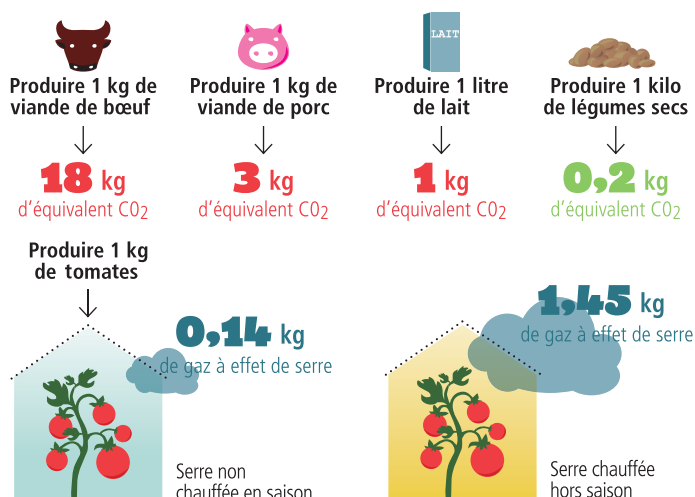 LAIT
Produire 1 kg de
viande de bœuf
18 kg
d'équivalent CO2
Produire 1 kg de
viande de porc
3 kg
d'équivalent CO2
Produire 1 litre
de lait
1 kg
d'équivalent CO2
Produire 1 kilo
de légumes secs
0,2 kg
d'équivalent CO2
Produire 1 kg
de tomates
0,14 kg
de gaz à effet de serre
Serre non
chauffée en saison
1,45 kg
de gaz à effet de serre
Serre chauffée
hors saison